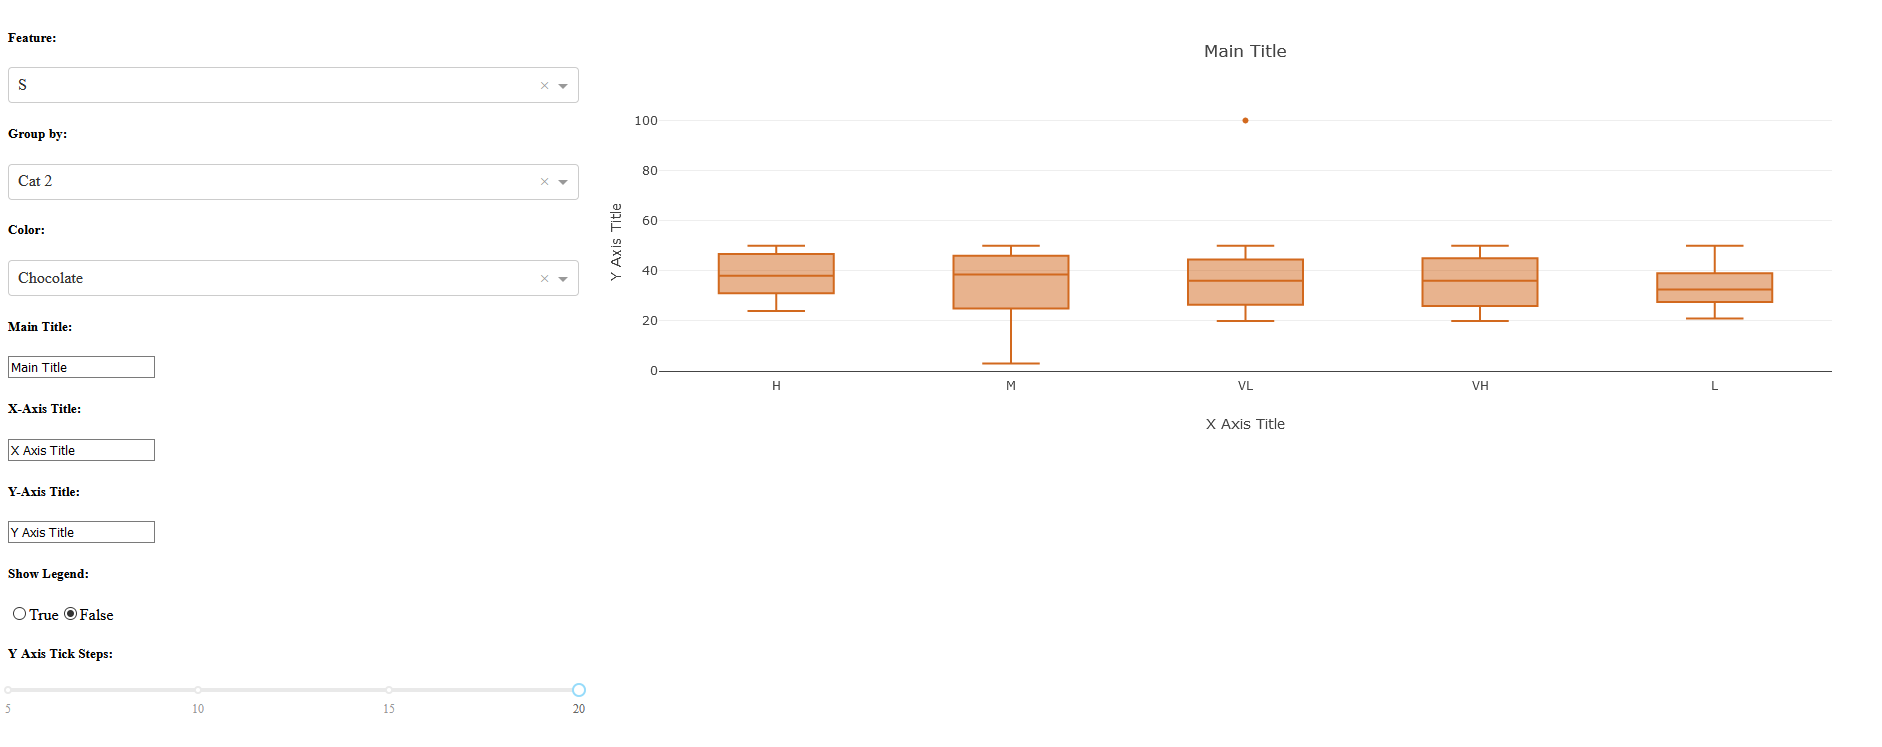 Feature:
S
Group by:
Cat 2
Color:
Chocolate
Main Title:
Main Title
X-Axis Title:
X Axis Title
Y-Axis Title:
Y Axis Title
Show Legend:
True False
Y Axis Tick Steps:
5 10 15 20
Main Title
100
80
60
40
20
0
Y Axis Title
H M VL VH L
X Axis Title